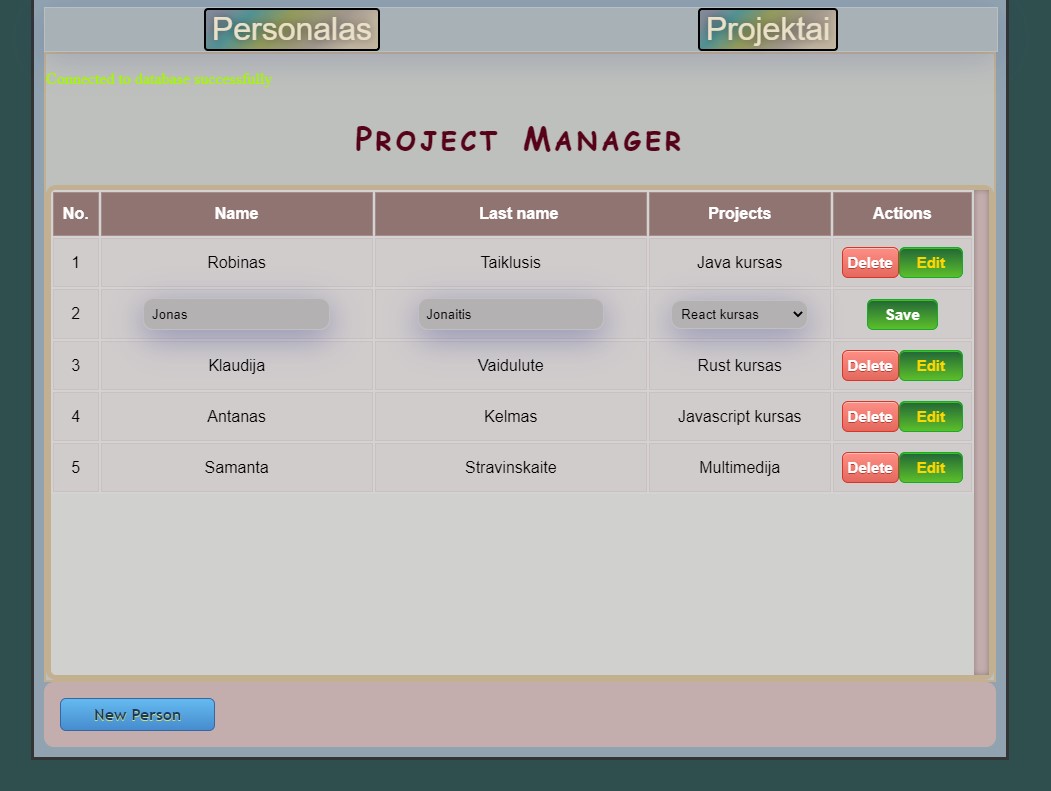 Personalas Projektai
Connected to database successfully
Project Manager
No. Name Last name Projects Actions
1 Robinas Taiklusis Java kursas Delete Edit
2 Jonas Jonaitis React kursas Save
3 Klaudija Vaidulute Rust kursas Delete Edit
4 Antanas Kelmas Javascript kursas Delete Edit
5 Samanta Stravinskaite Multimedija Delete Edit
New Person